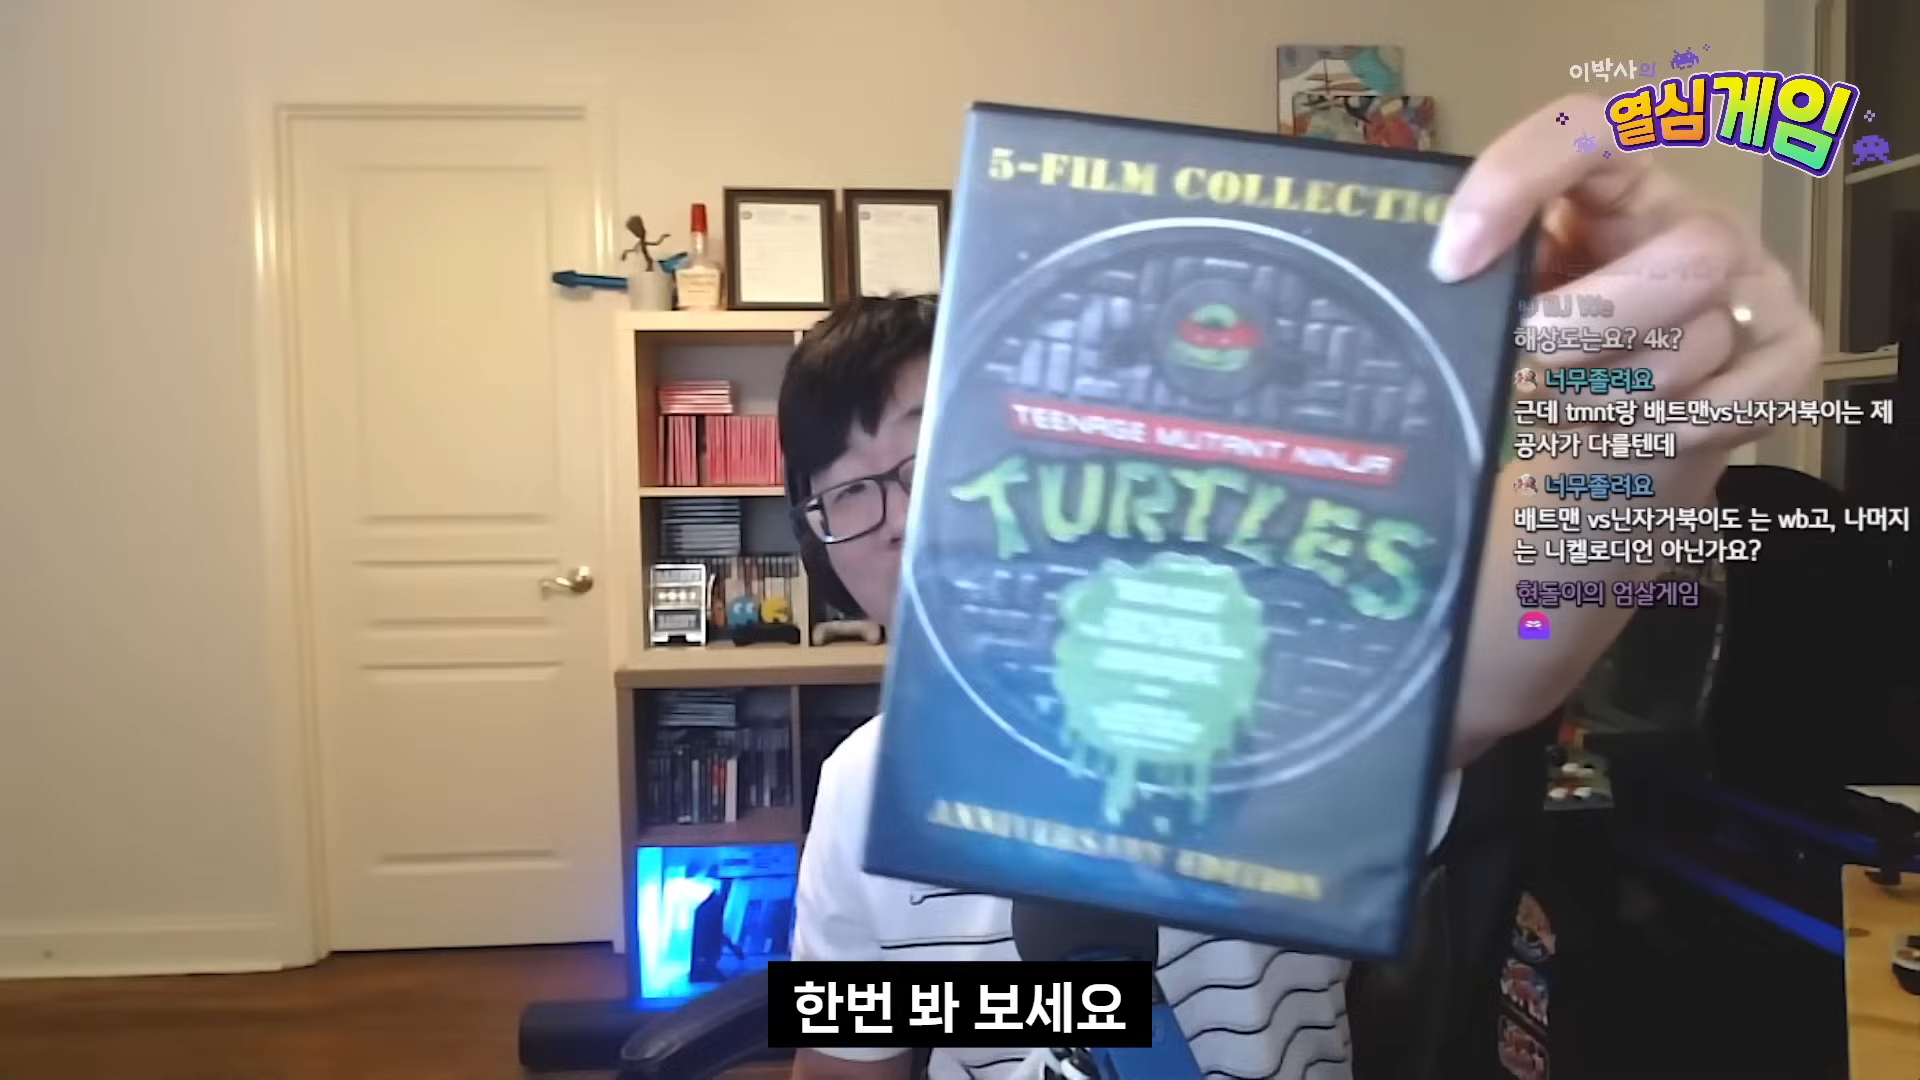 이박사의
열심게임
5-FILM COLLECTIO
TEENAGE MUTANT NINJA
TURTLES
ANNIVERSARY EDITION
BJ We
해상도는요? 4k?
너무졸려요
근데 tmnt랑 배트맨vs닌자거북이는 제
공사가 다를텐데
너무졸려요
배트맨 vs닌자거북이도 는 wb고, 나머지
는 니켈로디언 아닌가요?
현돌이의 엄살게임
한번 봐 보세요